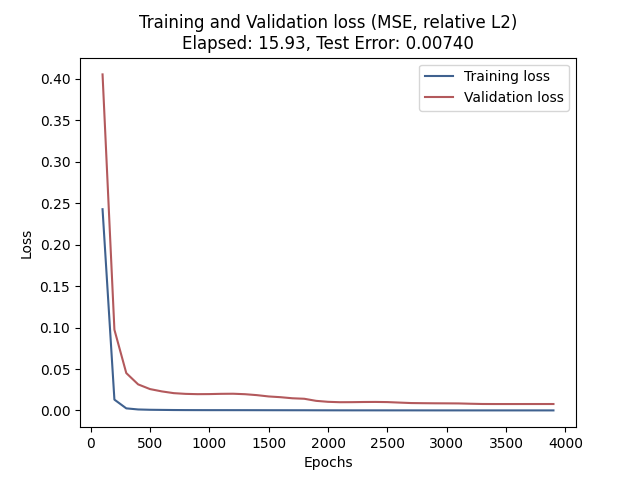 Training and Validation loss (MSE, relative L2)
Elapsed: 15.93, Test Error: 0.00740
Training loss
Validation loss
0.40
0.35
0.30
0.25
0.20
0.15
0.10
0.05
0.00
Loss
0 500 1000 1500 2000 2500 3000 3500 4000
Epochs